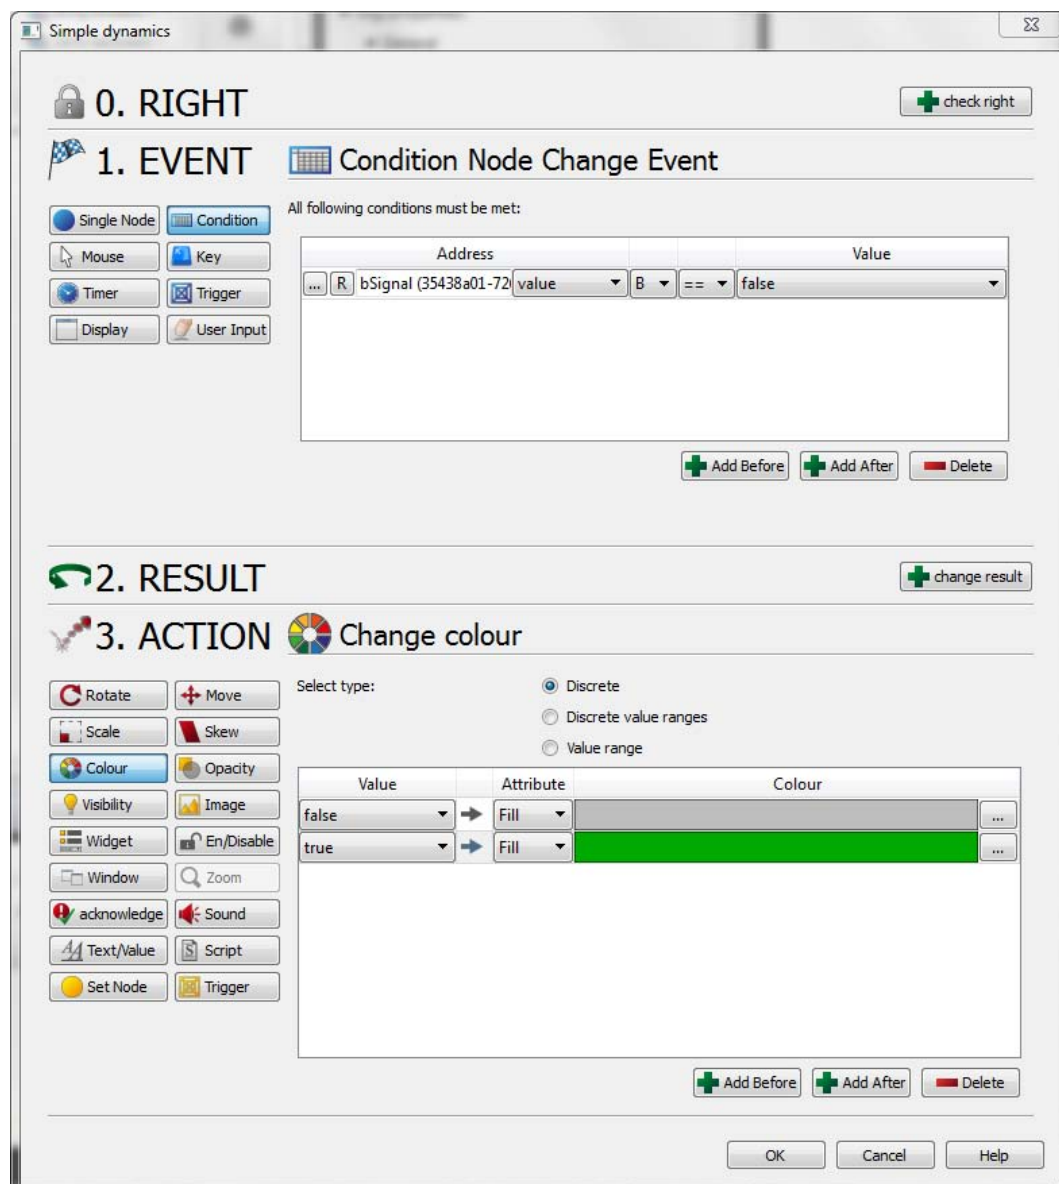 Simple dynamics
0. RIGHT
check right
1. EVENT
Condition Node Change Event
Single Node
Condition
All following conditions must be met:
Mouse
Key
Address
Value
... R bSignal (35438a01-72 value B == false
Timer
Trigger
Display
User Input
Add Before
Add After
Delete
2. RESULT
change result
3. ACTION
Change colour
Rotate
Move
Select type:
Discrete
Scale
Skew
Discrete value ranges
Value range
Colour
Opacity
Value
Attribute
Colour
Visibility
Image
false
Fill
...
Widget
En/Disable
true
Fill
...
Window
Zoom
acknowledge
Sound
Text/Value
Script
Set Node
Trigger
Add Before
Add After
Delete
OK
Cancel
Help